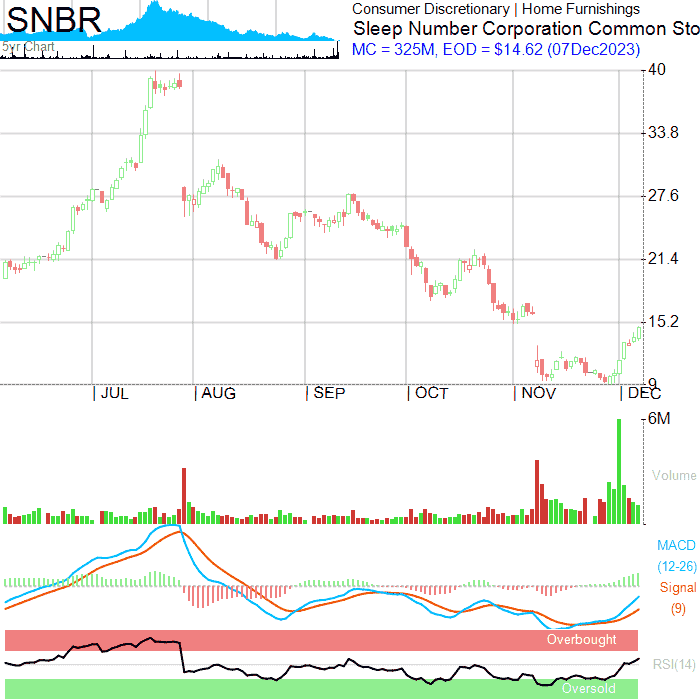 SNBR
5yr Chart
Consumer Discretionary | Home Furnishings
Sleep Number Corporation Common Sto
MC = 325M, EOD = $14.62 (07Dec2023)
40
33.8
27.6
21.4
15.2
9
| JUL | AUG | SEP | OCT | NOV | DEC
6M
Volume
MACD
(12-26)
Signal
(9)
Overbought
RSI(14)
Oversold